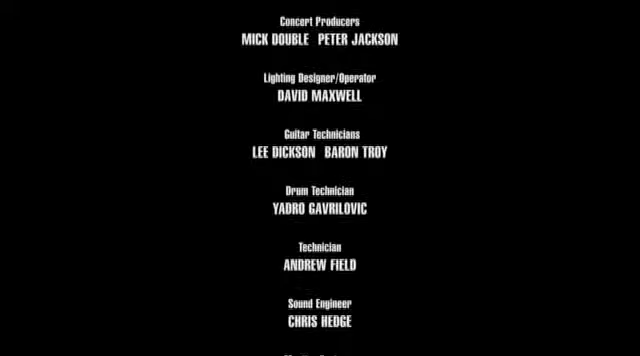 Concert Producers
MICK DOUBLE PETER JACKSON
Lighting Designer/Operator
DAVID MAXWELL
Guitar Technicians
LEE DICKSON BARON TROY
Drum Technician
YADRO GAVRILOVIC
Technician
ANDREW FIELD
Sound Engineer
CHRIS HEDGE